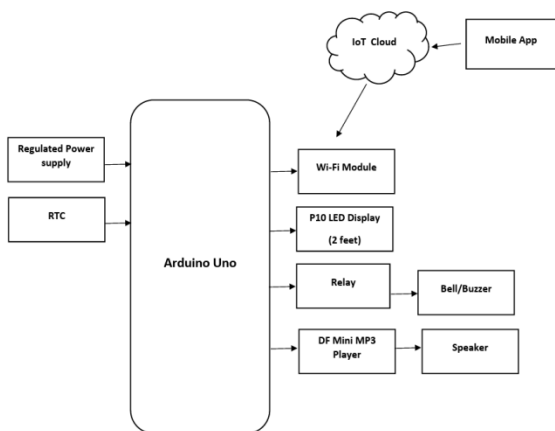 IoT Cloud
Mobile App
Regulated Power
supply
Wi-Fi Module
RTC
P10 LED Display
(2 feet)
Arduino Uno
Relay
Bell/Buzzer
DF Mini MP3
Player
Speaker